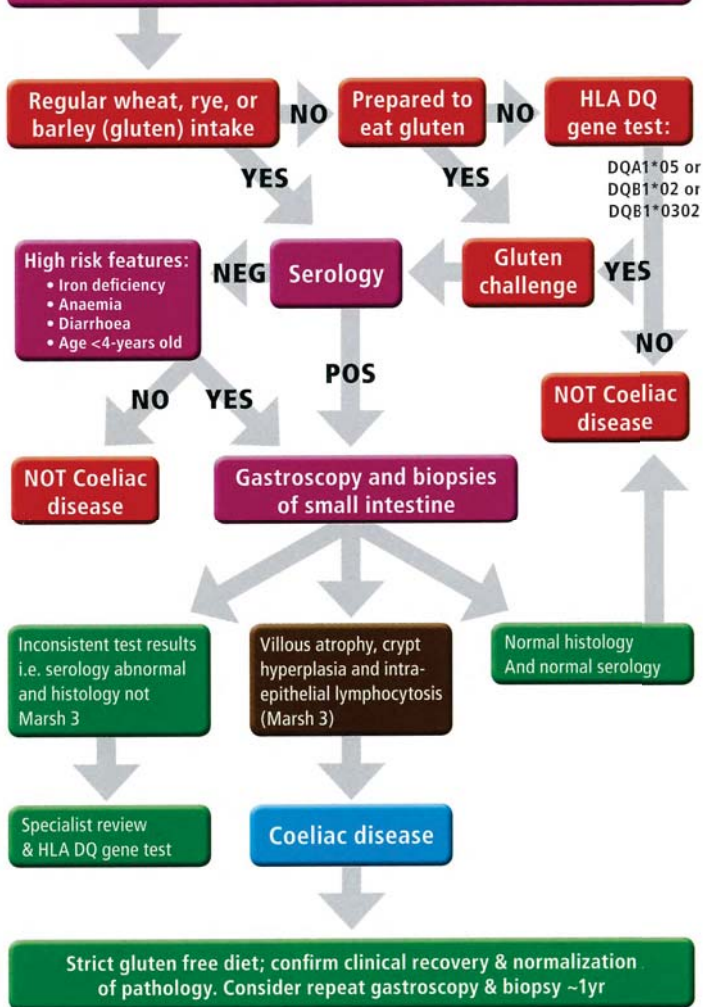 Regular wheat, rye, or
barley (gluten) intake
NO
Prepared to
eat gluten
NO
HLA DQ
gene test:
YES
YES
DQA1*05 or
DQB1*02 or
DQB1*0302
High risk features:
• Iron deficiency
• Anaemia
• Diarrhoea
• Age <4-years old
NEG
Serology
Gluten
challenge
YES
NO
NO
YES
POS
NOT Coeliac
disease
NOT Coeliac
disease
Gastroscopy and biopsies
of small intestine
Inconsistent test results
i.e. serology abnormal
and histology not
Marsh 3
Villous atrophy, crypt
hyperplasia and intra-
epithelial lymphocytosis
(Marsh 3)
Normal histology
And normal serology
Specialist review
& HLA DQ gene test
Coeliac disease
Strict gluten free diet; confirm clinical recovery & normalization
of pathology. Consider repeat gastroscopy & biopsy ~1yr